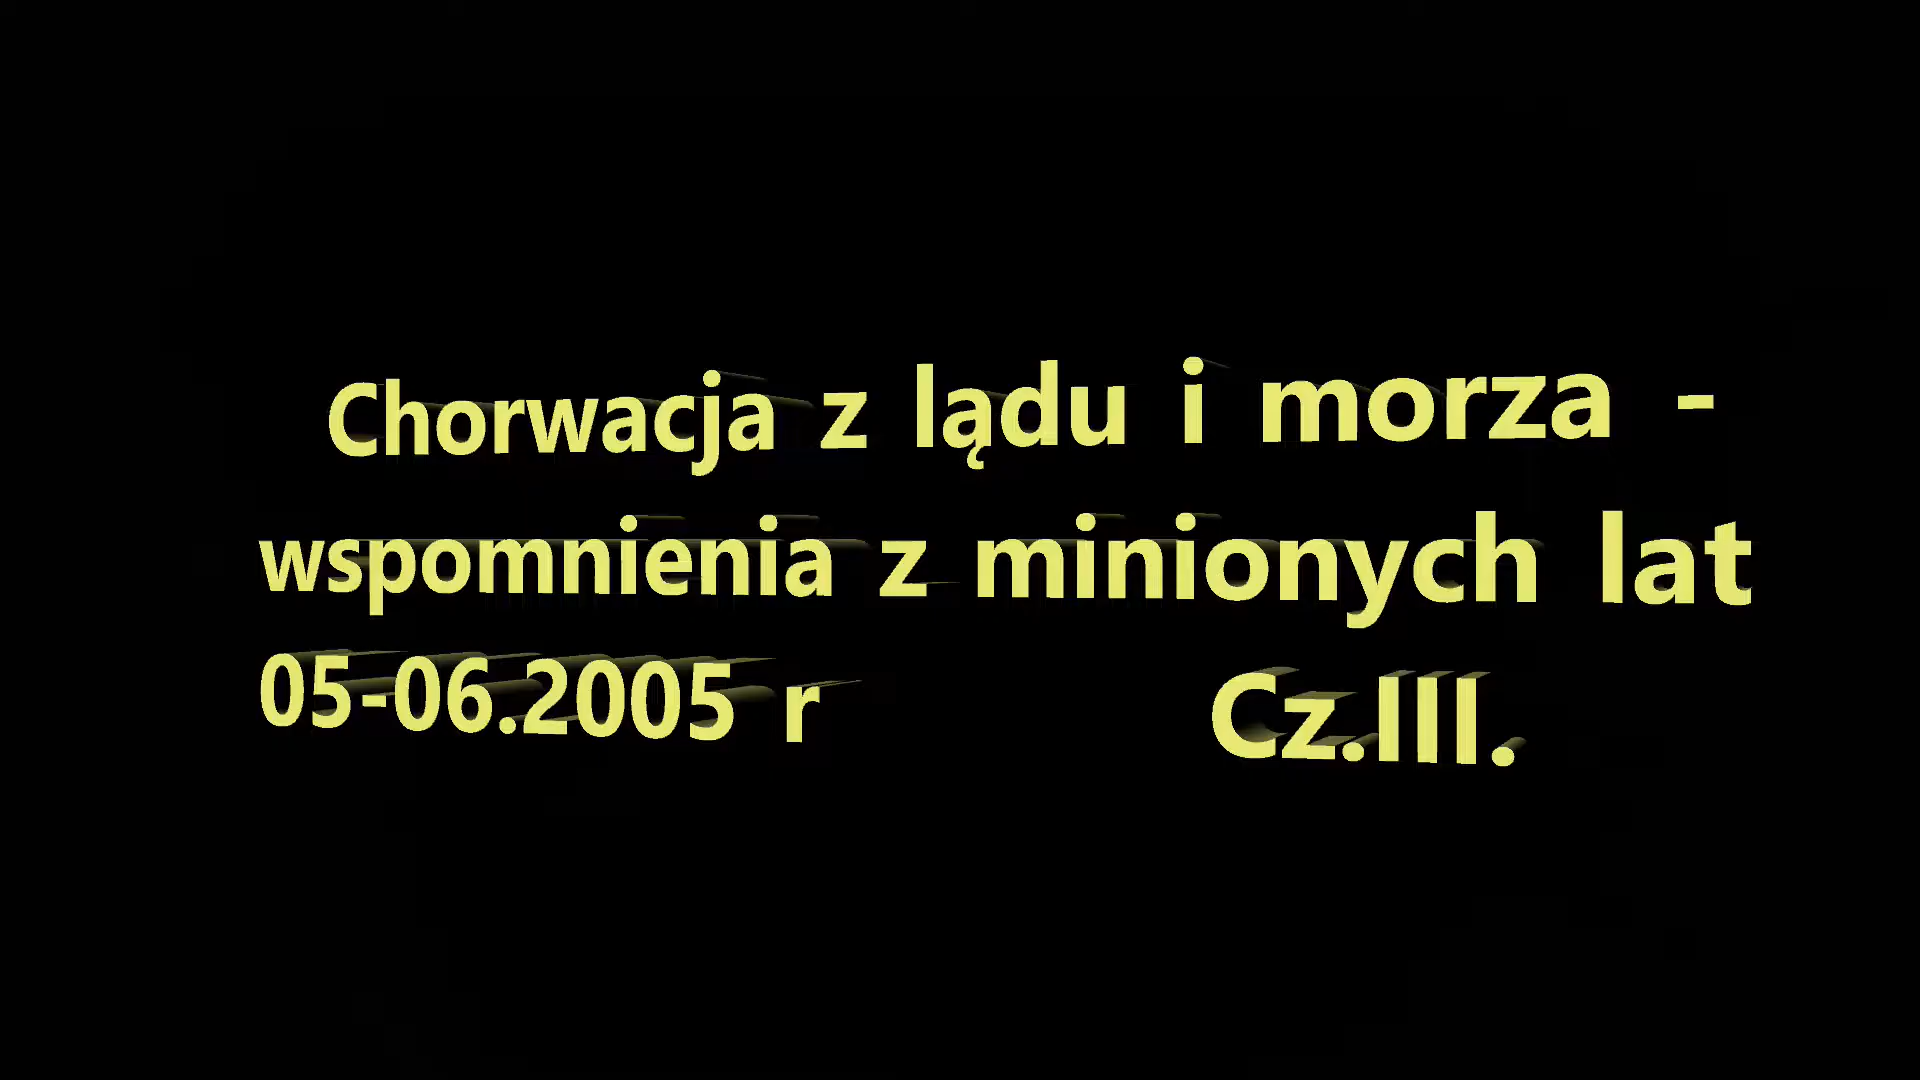 Chorwacja z lądu i morza -
wspomnienia z minionych lat
05-06.2005 r Cz.III.